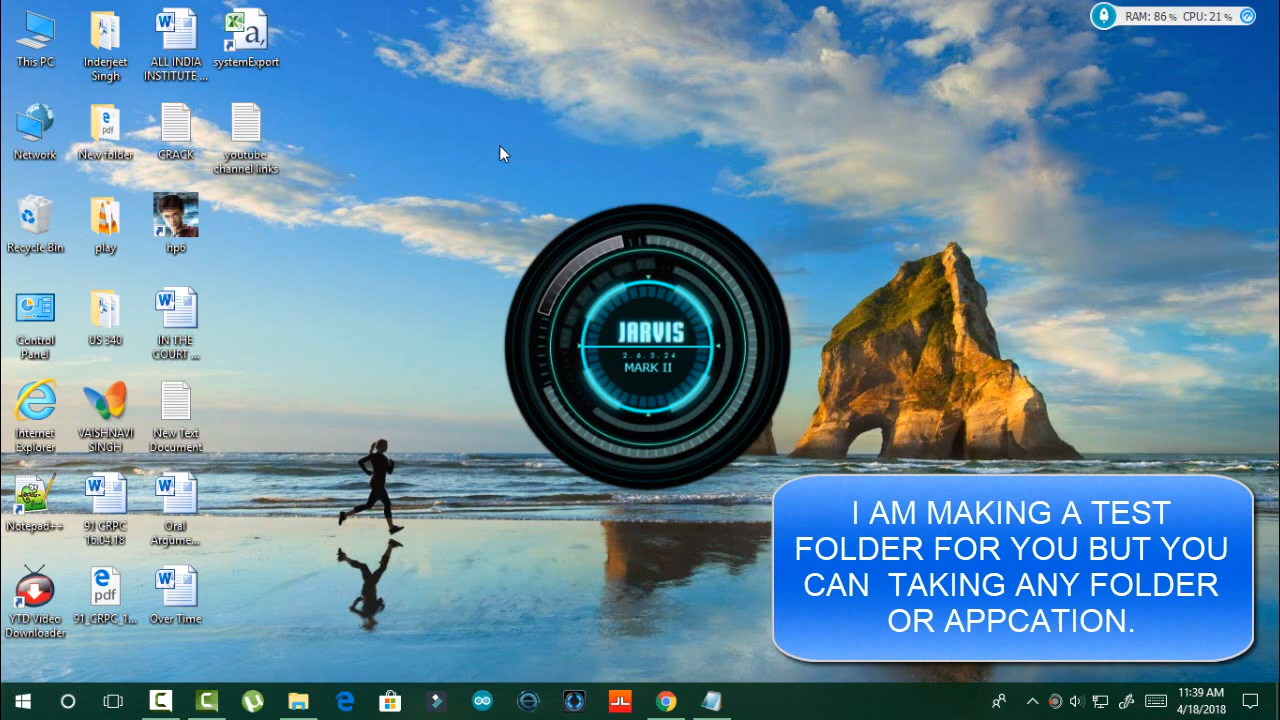 RAM: 86% CPU: 21%
This PC
Inderjeet
Singh
ALL INDIA
INSTITUTE ...
systemExport
Network
New folder
CRACK
youtube
channel links
Recycle Bin
play
hp6
Control
Panel
US 340
IN THE
COURT ...
JARVIS
2.6.3.24
MARK II
Internet
Explorer
VAISHNAVI
SINGH
New Text
Document
Notepad++
91 CRPC
16:04:18
Oral
Argume...
YTD Video
Downloader
pdf
91_CRPC_1...
Over Time
I AM MAKING A TEST
FOLDER FOR YOU BUT YOU
CAN TAKING ANY FOLDER
OR APPCATION.
11:39 AM
4/18/2018